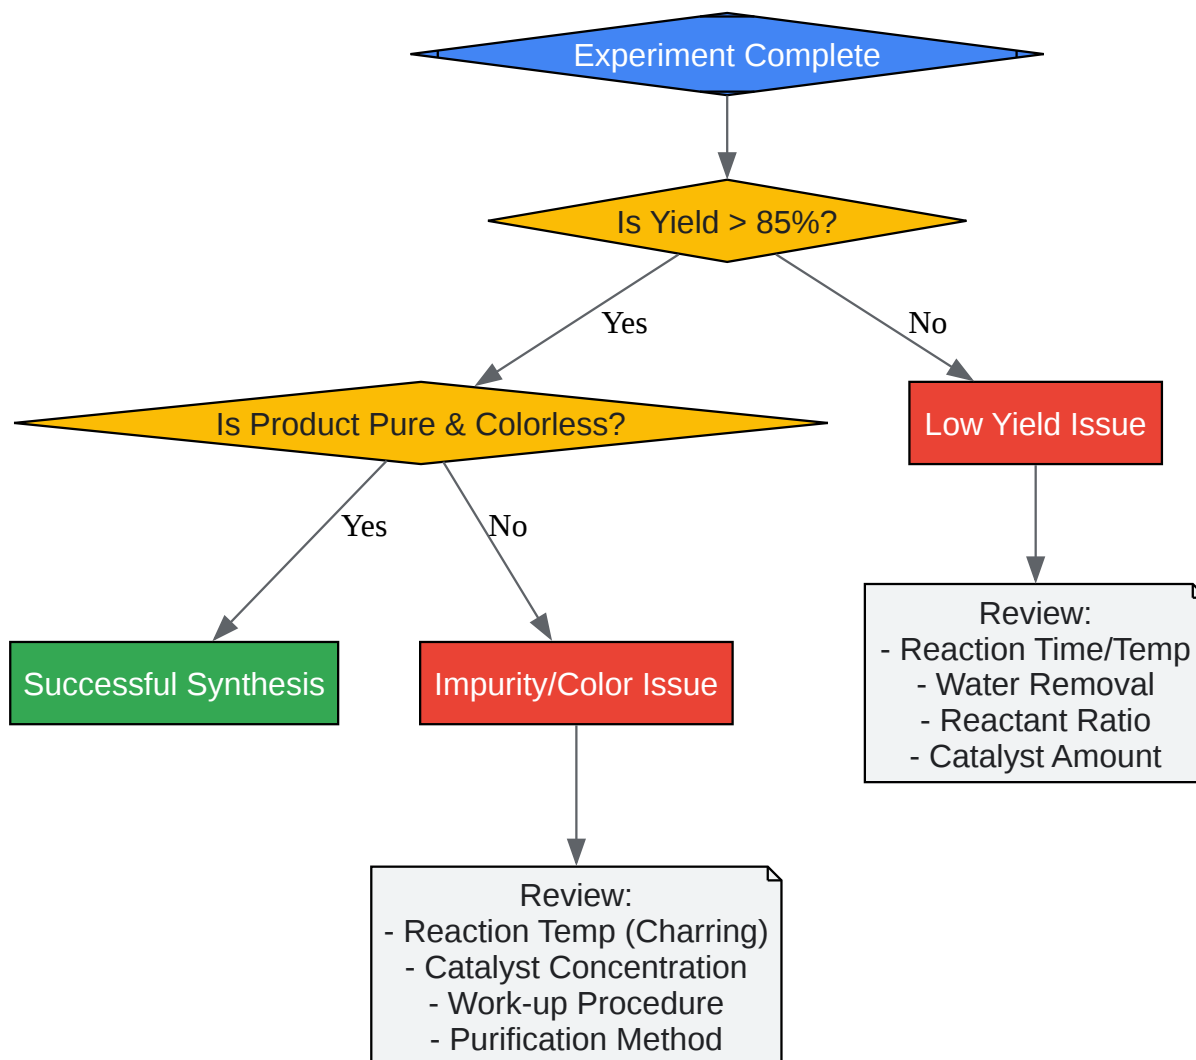 Experiment Complete
Is Yield > 85%?
Yes
No
Is Product Pure & Colorless?
Low Yield Issue
Yes
No
Review:
- Reaction Time/Temp
- Water Removal
- Reactant Ratio
- Catalyst Amount
Successful Synthesis
Impurity/Color Issue
Review:
- Reaction Temp (Charring)
- Catalyst Concentration
- Work-up Procedure
- Purification Method